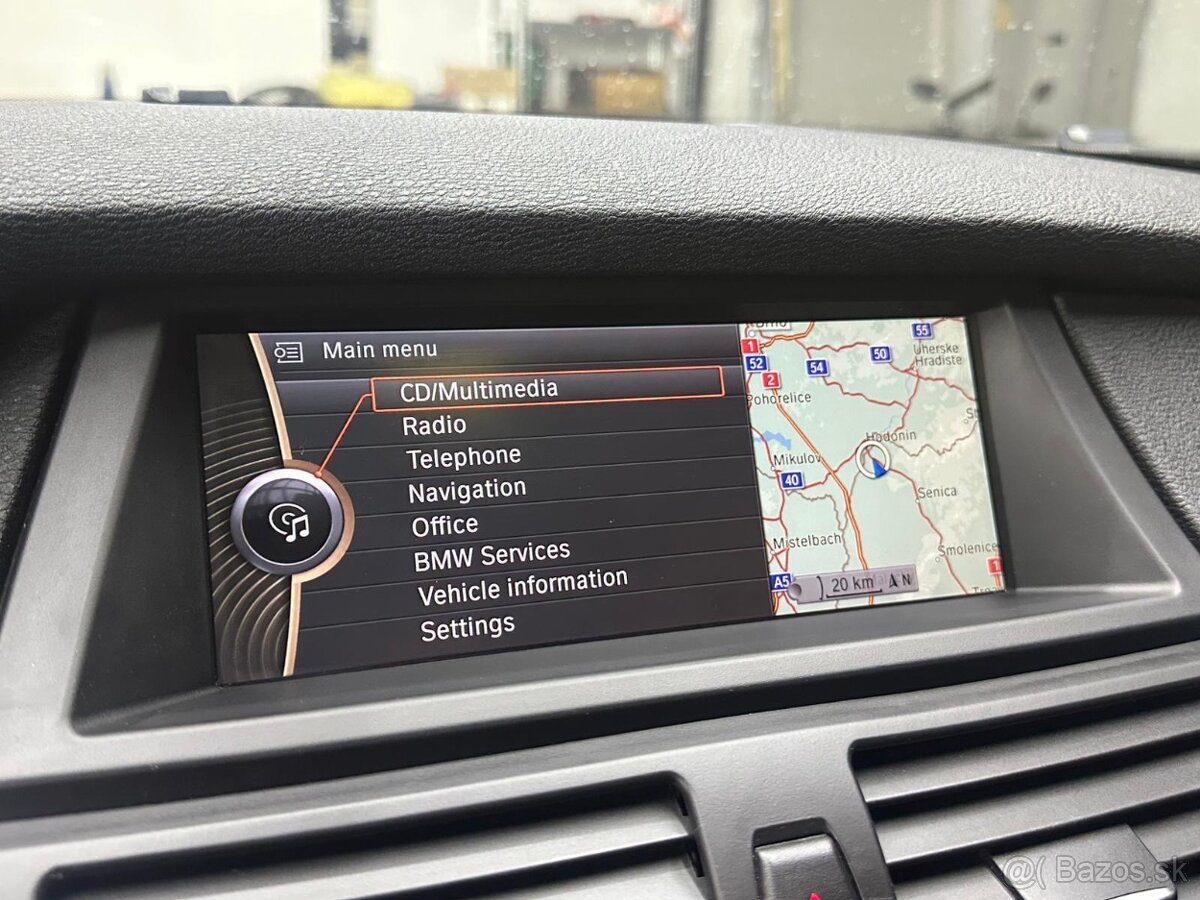 Main menu
CD/Multimedia
Radio
Telephone
Navigation
Office
BMW Services
Vehicle information
Settings
Brno
55
1
52
54
50
Uherske
Hradiste
2
Pohorelice
Hodonin
Mikulov
40
Senica
Mistelbach
Smolenice
A5
20 km
N
1
@( Bazos.sk